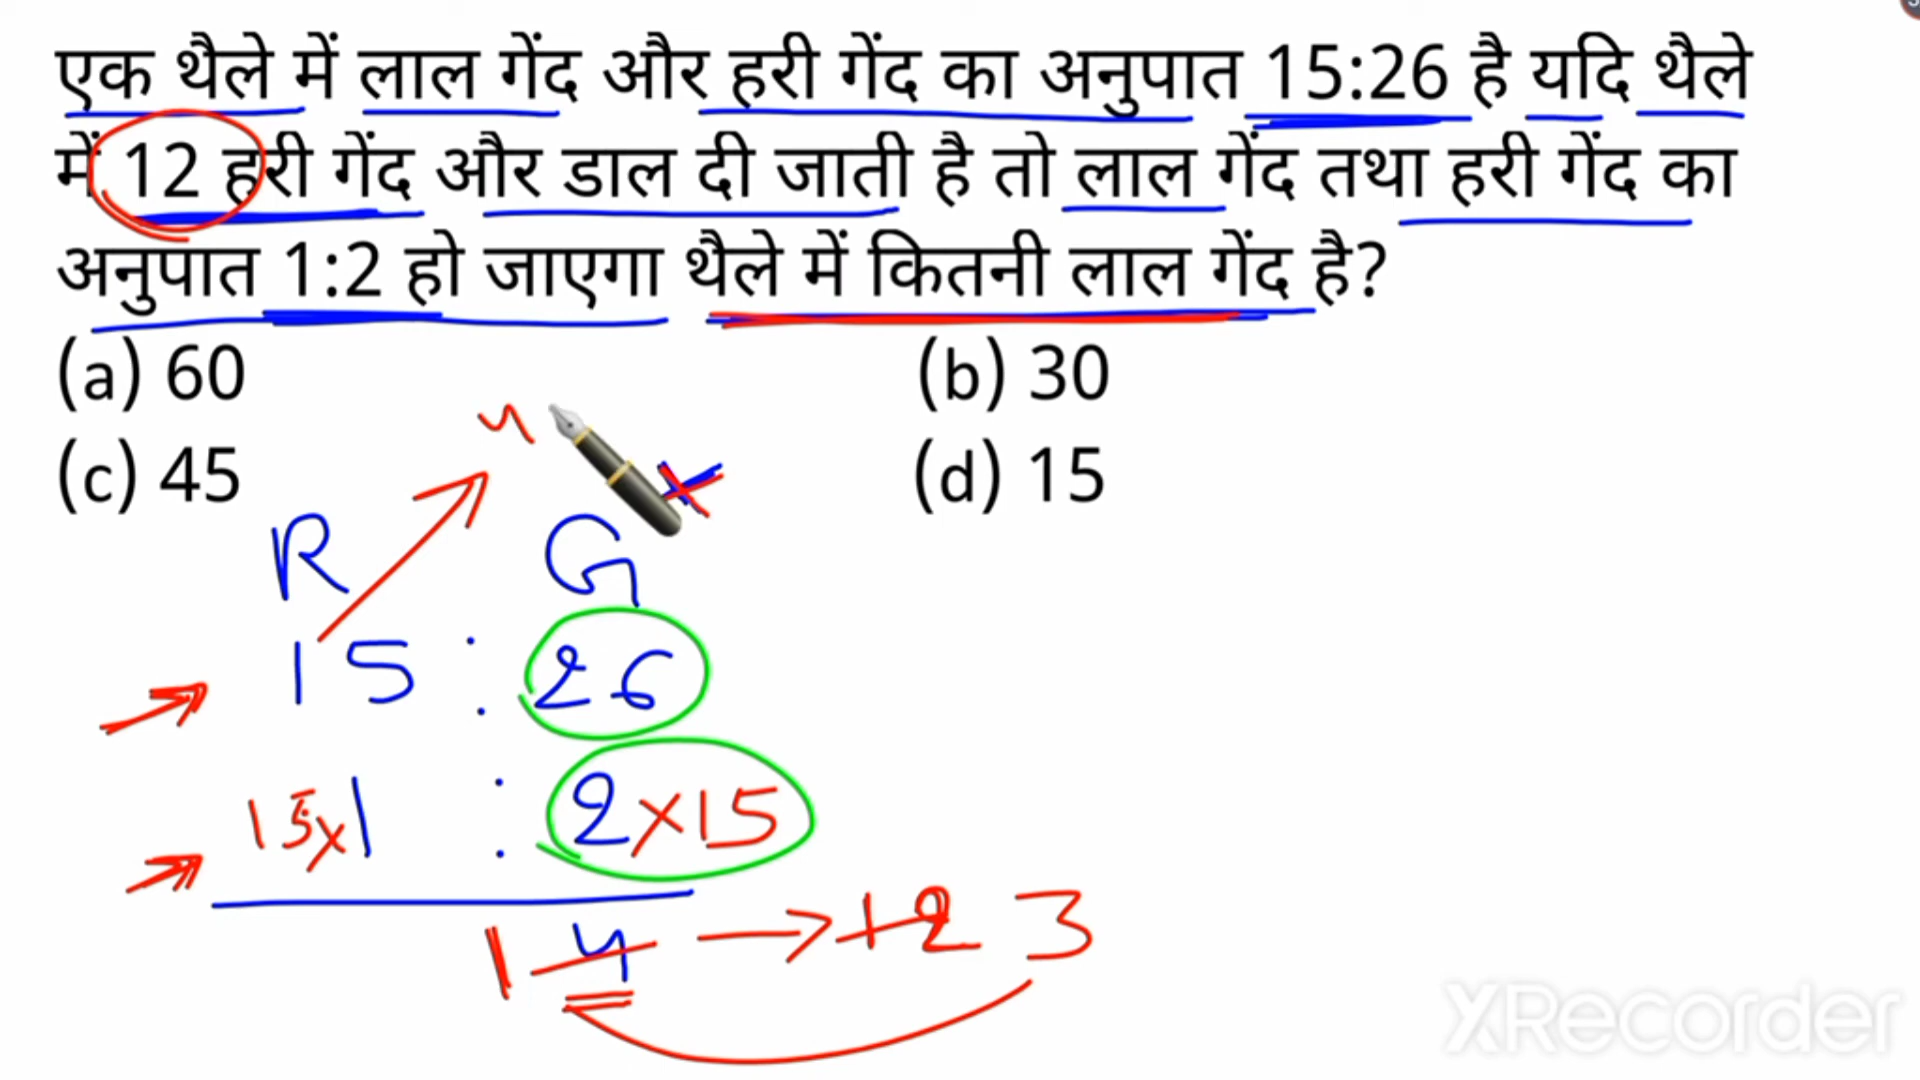 एक थैले में लाल गेंद और हरी गेंद का अनुपात 15:26 है यदि थैले
में 12 हरी गेंद और डाल दी जाती है तो लाल गेंद तथा हरी गेंद का
अनुपात 1:2 हो जाएगा थैले में कितनी लाल गेंद है?
(a) 60 (b) 30
(c) 45 (d) 15
R G
15 : 26
15x1 : 2x15
1 4 → 12 3
XRecorder